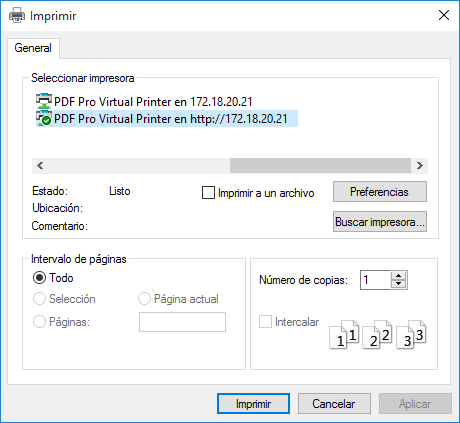 Imprimir
General
Seleccionar impresora
PDF Pro Virtual Printer en 172.18.20.21
PDF Pro Virtual Printer en http://172.18.20.21
Estado: Listo
Imprimir a un archivo
Preferencias
Ubicación:
Comentario:
Buscar impresora...
Intervalo de páginas
Todo
Selección
Página actual
Páginas:
Número de copias: 1
Intercalar
1 1 2 2 3 3
Imprimir
Cancelar
Aplicar